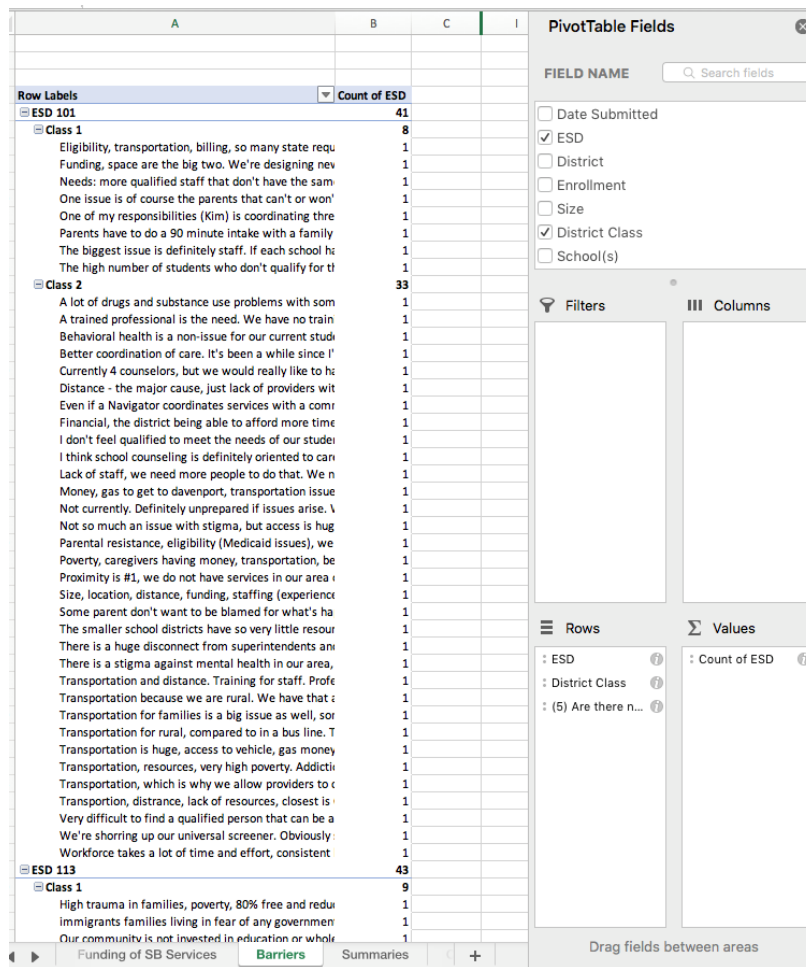 A B C I
PivotTable Fields
FIELD NAME
Search fields
Row Labels Count of ESD
ESD 101 41
Class 1 8
Eligibility, transportation, billing, so many state requ 1
Funding, space are the big two. We're designing nev 1
Needs: more qualified staff that don't have the sam 1
One issue is of course the parents that can't or won' 1
One of my responsibilities (Kim) is coordinating thre 1
Parents have to do a 90 minute intake with a family 1
The biggest issue is definitely staff. If each school ha 1
The high number of students who don't qualify for th 1
Class 2 33
A lot of drugs and substance use problems with som 1
A trained professional is the need. We have no train 1
Behavioral health is a non-issue for our current stude 1
Better coordination of care. It's been a while since I' 1
Currently 4 counselors, but we would really like to ha 1
Distance - the major cause, just lack of providers wit 1
Even if a Navigator coordinates services with a comr 1
Financial, the district being able to afford more time 1
I don't feel qualified to meet the needs of our studer 1
I think school counseling is definitely oriented to care 1
Lack of staff, we need more people to do that. We n 1
Money, gas to get to davenport, transportation issue 1
Not currently. Definitely unprepared if issues arise. V 1
Not so much an issue with stigma, but access is hug 1
Parental resistance, eligibility (Medicaid issues), we 1
Poverty, caregivers having money, transportation, be 1
Proximity is #1, we do not have services in our area 1
Size, location, distance, funding, staffing (experience 1
Some parent don't want to be blamed for what's ha 1
The smaller school districts have so very little resour 1
There is a huge disconnect from superintendents and 1
There is a stigma against mental health in our area, 1
Transportation and distance. Training for staff. Profe 1
Transportation because we are rural. We have that a 1
Transportation for families is a big issue as well, sor 1
Transportation for rural, compared to in a bus line. T 1
Transportation is huge, access to vehicle, gas money 1
Transportation, resources, very high poverty. Addictio 1
Transportation, which is why we allow providers to c 1
Transportion, distrance, lack of resources, closest is 1
Very difficult to find a qualified person that can be a 1
We're shorring up our universal screener. Obviously 1
Workforce takes a lot of time and effort, consistent 1
ESD 113 43
Class 1 9
High trauma in families, poverty, 80% free and reduc 1
immigrants families living in fear of any governmen 1
Our community is not invested in education or whole 1
Funding of SB Services Barriers Summaries +
Date Submitted
ESD
District
Enrollment
Size
District Class
School(s)
Filters Columns
Rows Values
ESD
District Class
(5) Are there n...
Count of ESD
Drag fields between areas